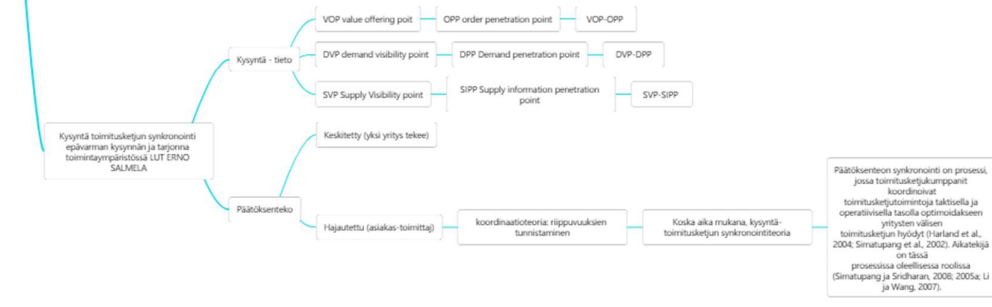 VOP value offering poit
OPP order penetration point
VOP-OPP
Kysyntä - tieto
DVP demand visibility point
DPP Demand penetration point
DVP-DPP
SVP Supply Visibility point
SIPP Supply information penetration
point
SVP-SIPP
Kysyntä toimitusketjun synkronointi
epävarman kysynnän ja tarjonna
toimintaympäristössä LUT ERNO
SALMELA
Keskitetty (yksi yritys tekee)
Päätöksenteko
Hajautettu (asiakas-toimittaj)
koordinaatioteoria: riippuvuuksien
tunnistaminen
Koska aika mukana, kysyntä-
toimitusketjun synkronointiteoria
Päätöksenteon synkronointi on prosessi,
jossa toimitusketjukumppanit
koordinoivat
toimitusketjutoimintoja taktisella ja
operatiivisella tasolla optimoidakseen
yritysten välisen
toimitusketjun hyödyt (Harland et al.,
2004; Simatupang et al., 2002). Aikatekijä
on tässä
prosessissa oleellisessa roolissa
(Simatupang ja Sridharan, 2008; 2005a; Li
ja Wang, 2007).